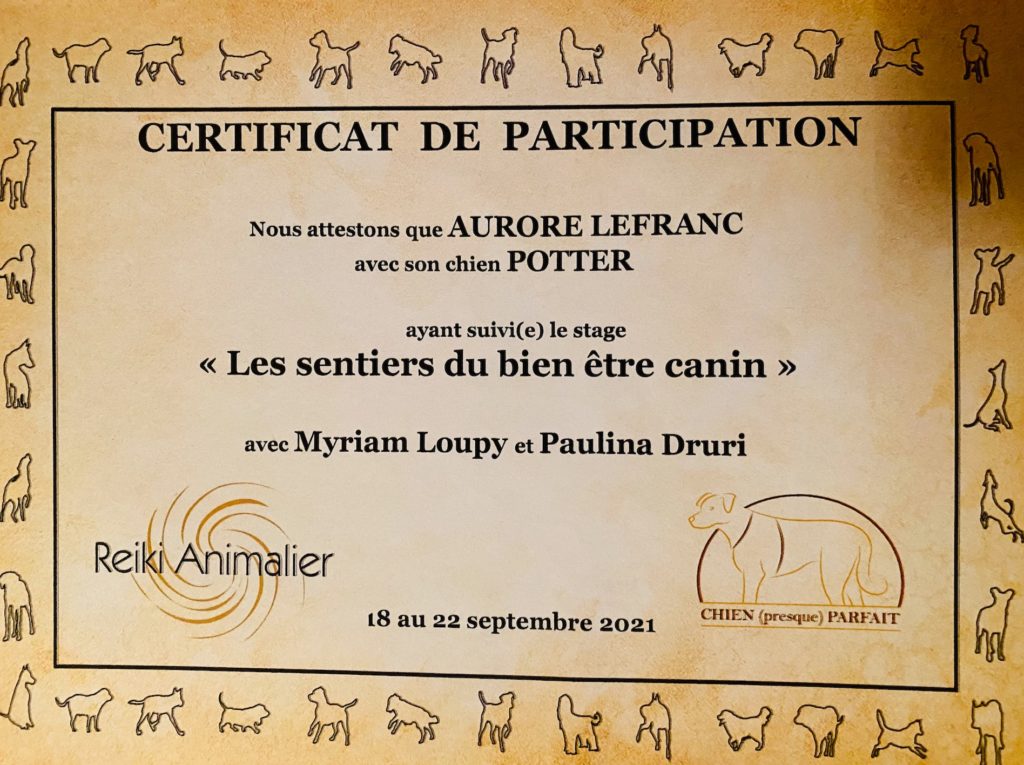 CERTIFICAT DE PARTICIPATION
Nous attestons que AURORE LEFRANC
avec son chien POTTER
ayant suivi(e) le stage
« Les sentiers du bien être canin »
avec Myriam Loupy et Paulina Druri
Reiki Animalier
CHIEN (presque) PARFAIT
18 au 22 septembre 2021